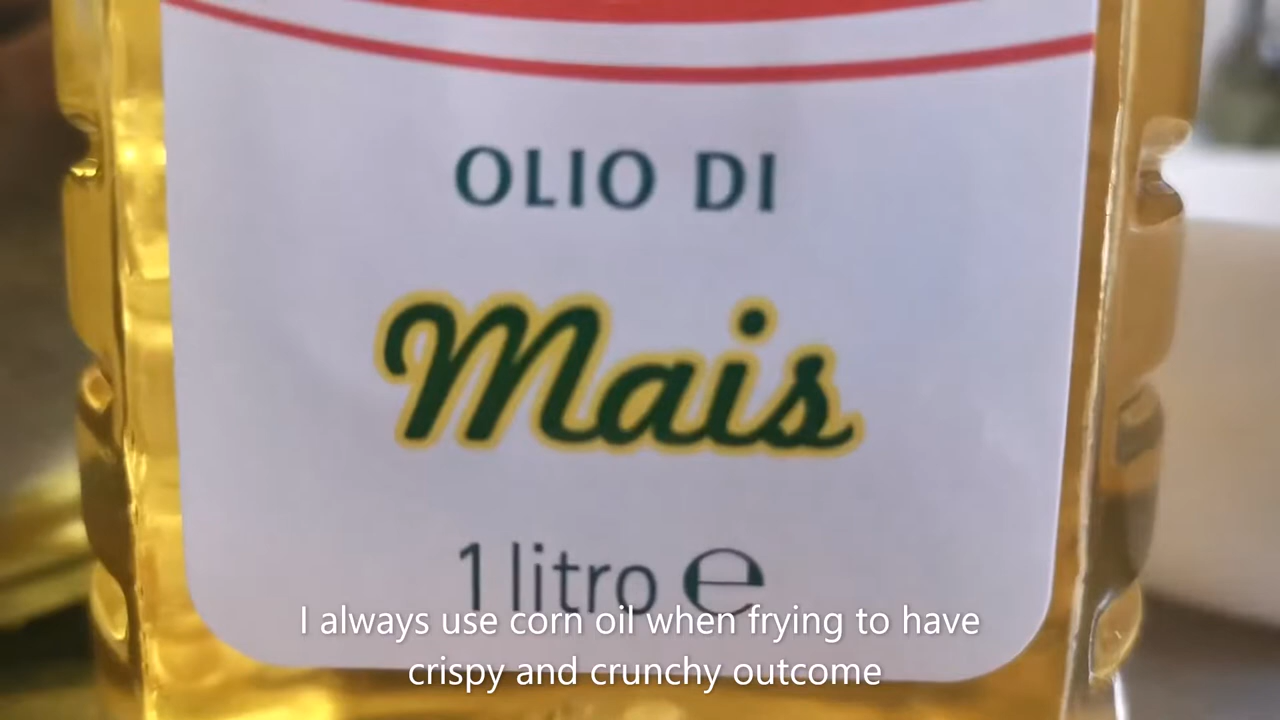 OLIO DI
Mais
1 litro ℮
I always use corn oil when frying to have
crispy and crunchy outcome